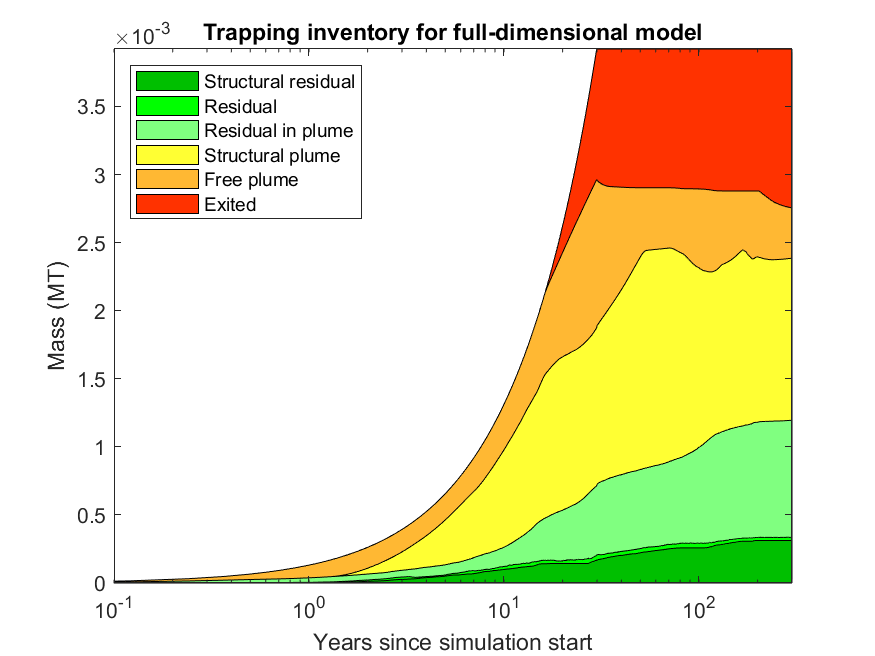 Trapping inventory for full-dimensional model
×10⁻³
3.5
3
2.5
2
1.5
1
0.5
0
Mass (MT)
Structural residual
Residual
Residual in plume
Structural plume
Free plume
Exited
10⁻¹ 10⁰ 10¹ 10²
Years since simulation start